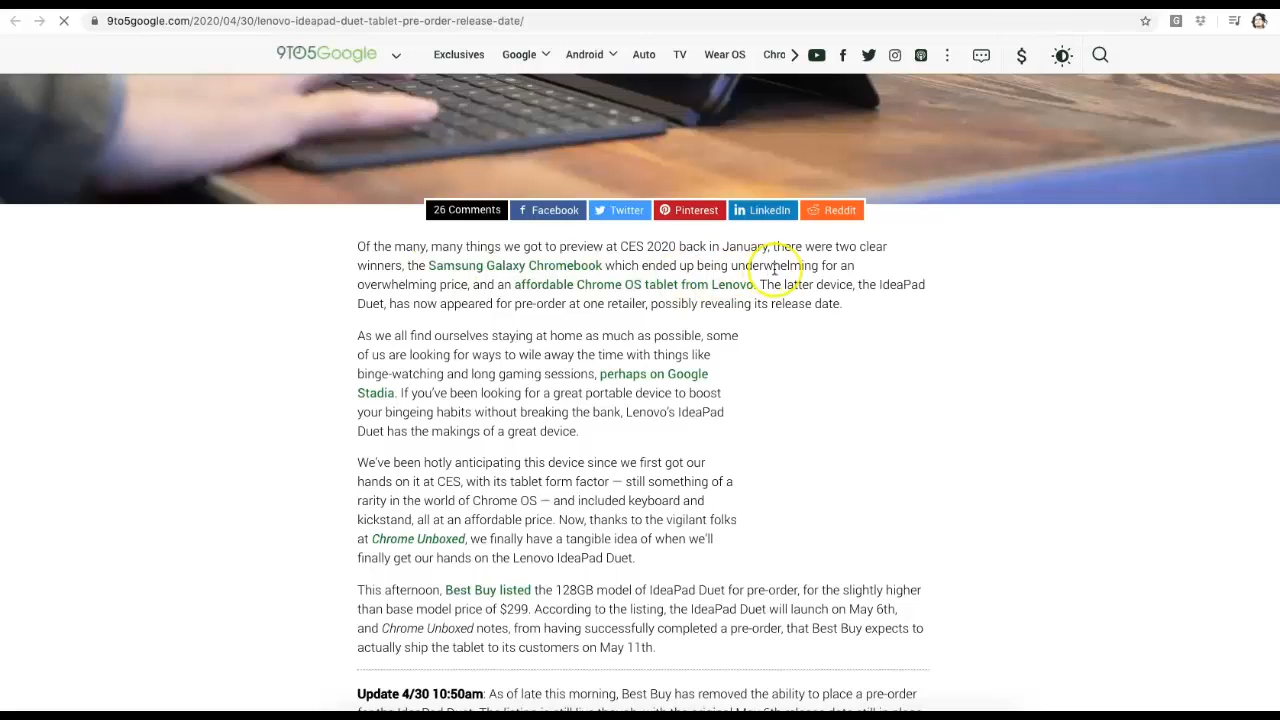 9to5google.com/2020/04/30/lenovo-ideapad-duet-tablet-pre-order-release-date/
9TO5Google Exclusives Google Android Auto TV Wear OS Chro
26 Comments Facebook Twitter Pinterest LinkedIn Reddit
Of the many, many things we got to preview at CES 2020 back in January, there were two clear
winners, the Samsung Galaxy Chromebook which ended up being underwhelming for an
overwhelming price, and an affordable Chrome OS tablet from Lenovo. The latter device, the IdeaPad
Duet, has now appeared for pre-order at one retailer, possibly revealing its release date.
As we all find ourselves staying at home as much as possible, some
of us are looking for ways to wile away the time with things like
binge-watching and long gaming sessions, perhaps on Google
Stadia. If you've been looking for a great portable device to boost
your bingeing habits without breaking the bank, Lenovo's IdeaPad
Duet has the makings of a great device.
We've been hotly anticipating this device since we first got our
hands on it at CES, with its tablet form factor — still something of a
rarity in the world of Chrome OS — and included keyboard and
kickstand, all at an affordable price. Now, thanks to the vigilant folks
at Chrome Unboxed, we finally have a tangible idea of when we'll
finally get our hands on the Lenovo IdeaPad Duet.
This afternoon, Best Buy listed the 128GB model of IdeaPad Duet for pre-order, for the slightly higher
than base model price of $299. According to the listing, the IdeaPad Duet will launch on May 6th,
and Chrome Unboxed notes, from having successfully completed a pre-order, that Best Buy expects to
actually ship the tablet to its customers on May 11th.
Update 4/30 10:50am: As of late this morning, Best Buy has removed the ability to place a pre-order